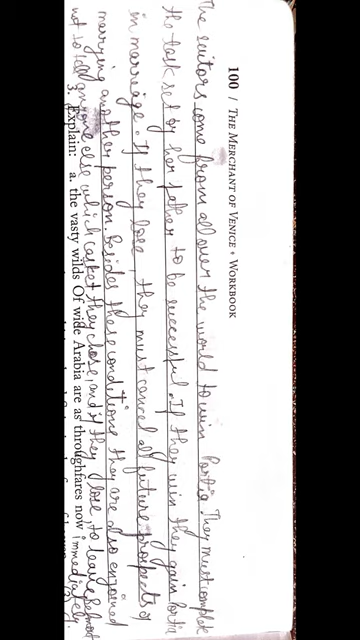 100 / THE MERCHANT OF VENICE • WORKBOOK
The suitors come from all over the world to win Portia. They must complete
the task set by her father to be successful. If they win they gain Portia
in marriage. If they lose, they must cancel all future prospects of
marrying another person. Besides these conditions they are also enjoined
not to tell anyone else which casket they chose, and if they lose, to leave Belmont
immediately.
3. Explain: a. the vasty wilds Of wide Arabia are as throughfares now